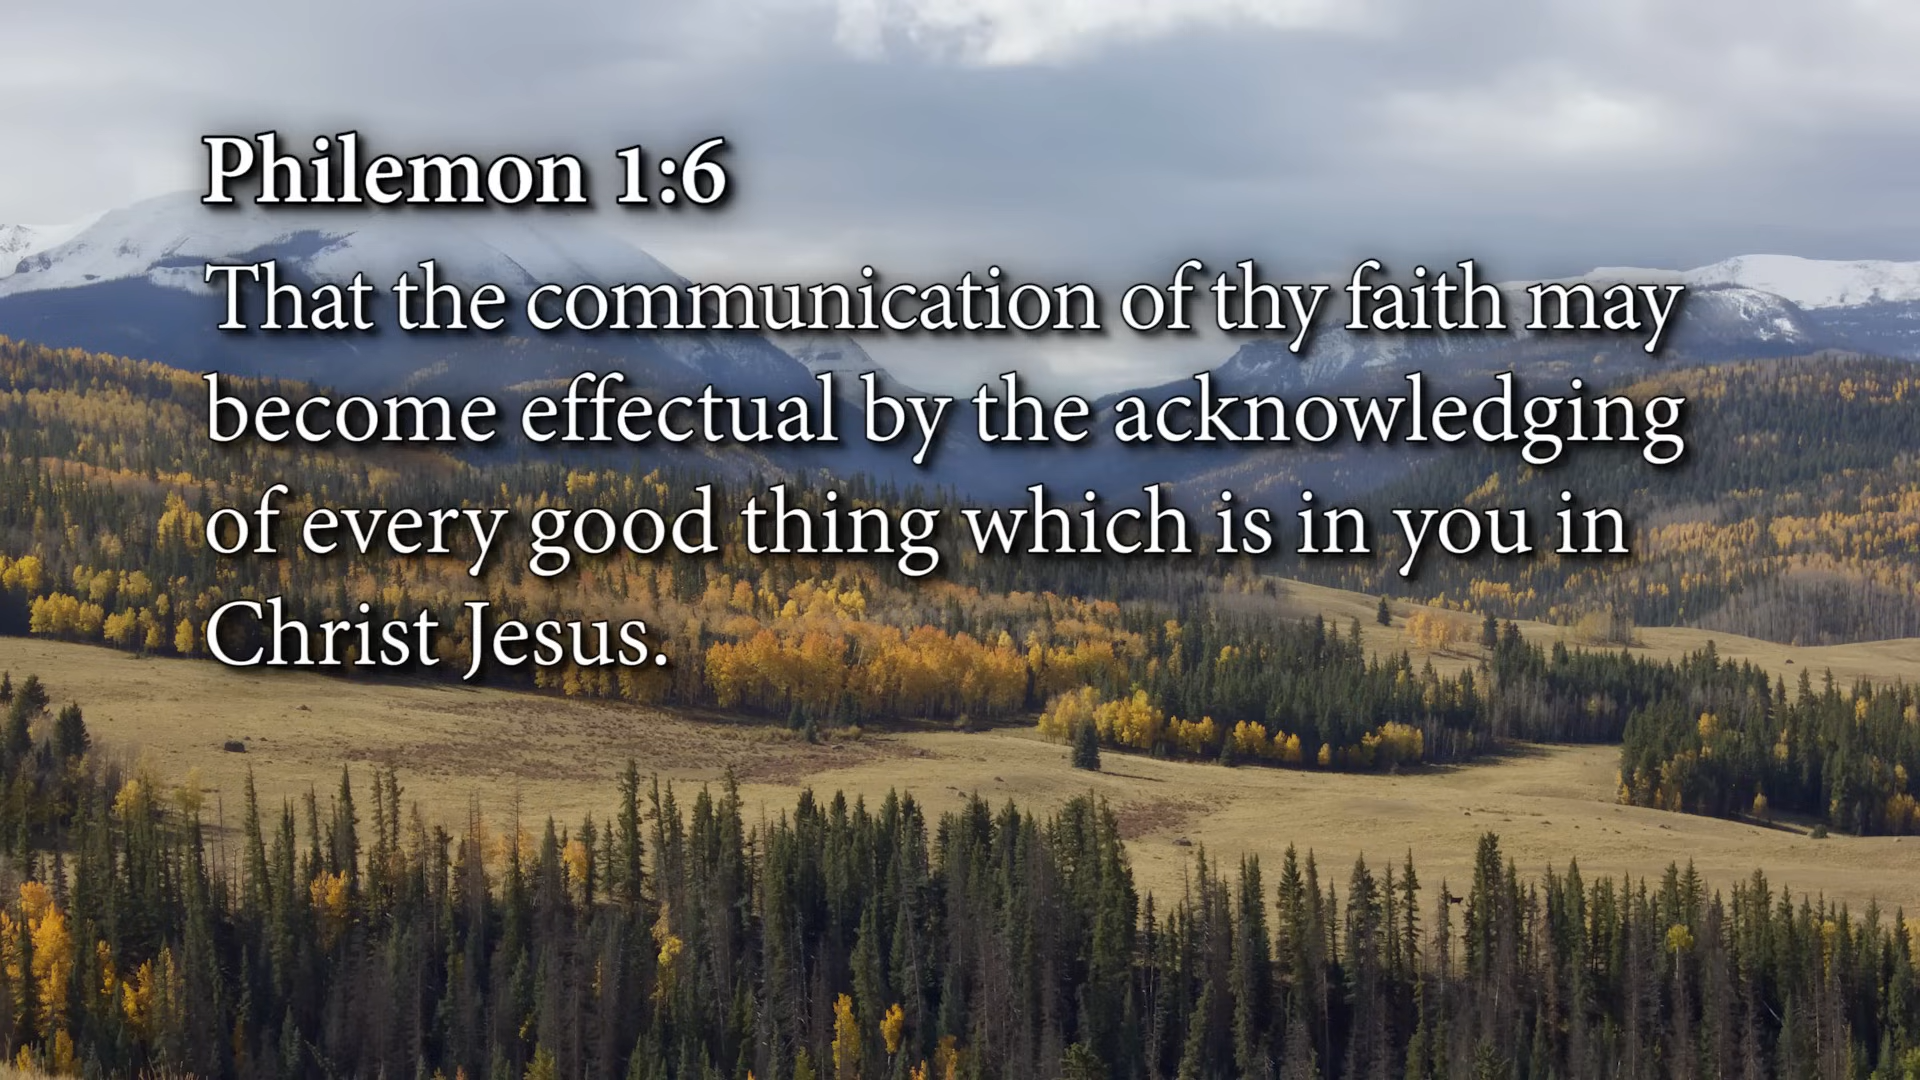 Philemon 1:6
That the communication of thy faith may
become effectual by the acknowledging
of every good thing which is in you in
Christ Jesus.